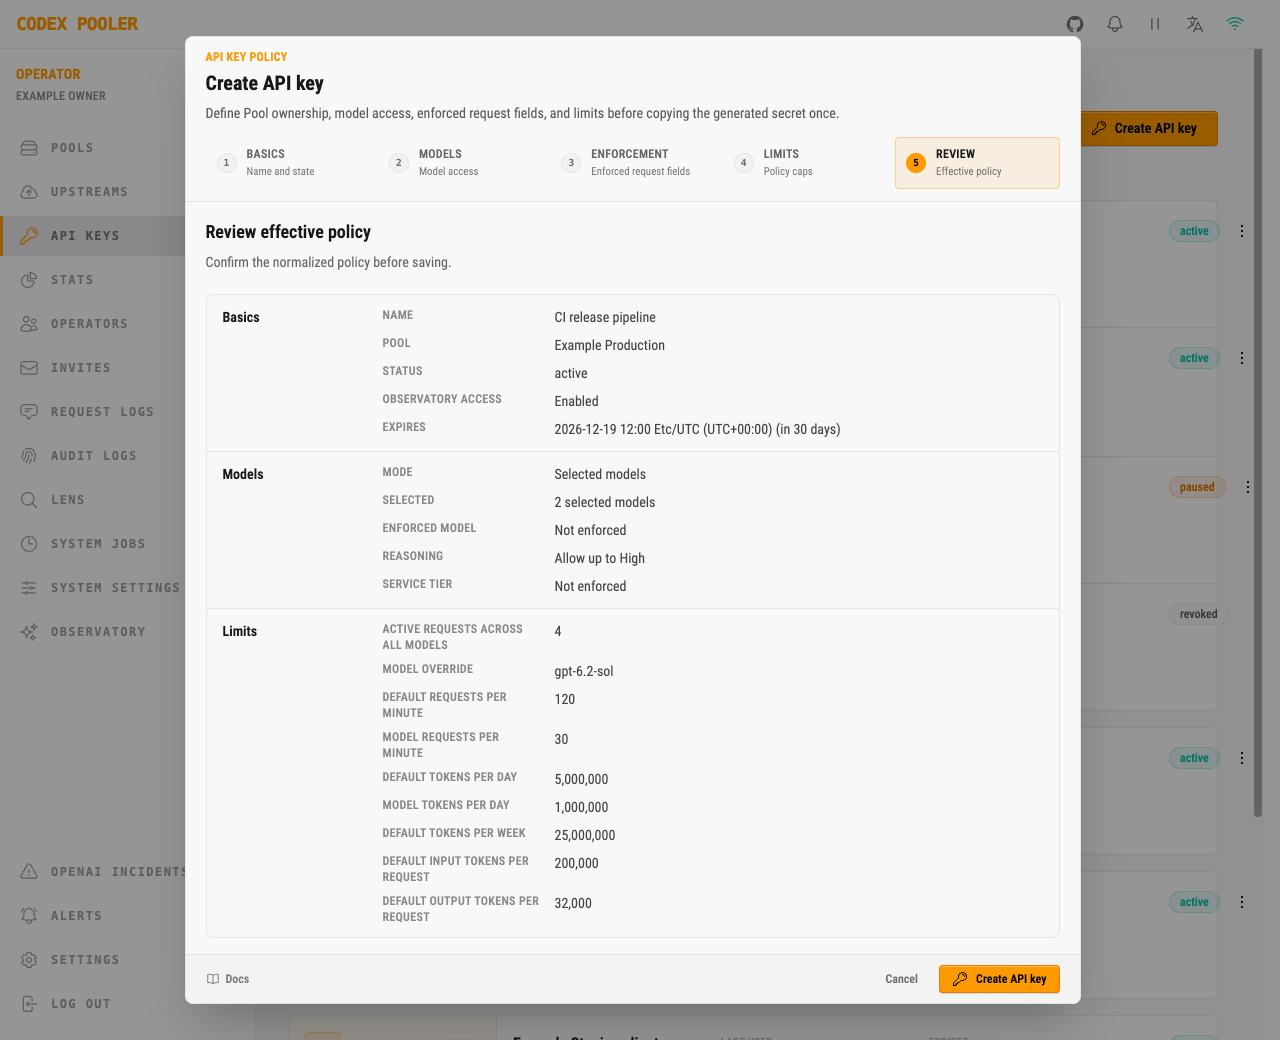 CODEX POOLER
OPERATOR
EXAMPLE OWNER
POOLS
UPSTREAMS
API KEYS
STATS
OPERATORS
INVITES
REQUEST LOGS
AUDIT LOGS
LENS
SYSTEM JOBS
SYSTEM SETTINGS
OBSERVATORY
OPENAI INCIDENTS
ALERTS
SETTINGS
LOG OUT
API KEY POLICY
Create API key
Define Pool ownership, model access, enforced request fields, and limits before copying the generated secret once.
1 BASICS
Name and state
2 MODELS
Model access
3 ENFORCEMENT
Enforced request fields
4 LIMITS
Policy caps
5 REVIEW
Effective policy
Review effective policy
Confirm the normalized policy before saving.
Basics
NAME CI release pipeline
POOL Example Production
STATUS active
OBSERVATORY ACCESS Enabled
EXPIRES 2026-12-19 12:00 Etc/UTC (UTC+00:00) (in 30 days)
Models
MODE Selected models
SELECTED 2 selected models
ENFORCED MODEL Not enforced
REASONING Allow up to High
SERVICE TIER Not enforced
Limits
ACTIVE REQUESTS ACROSS
ALL MODELS
4
MODEL OVERRIDE gpt-6.2-sol
DEFAULT REQUESTS PER
MINUTE
120
MODEL REQUESTS PER
MINUTE
30
DEFAULT TOKENS PER DAY 5,000,000
MODEL TOKENS PER DAY 1,000,000
DEFAULT TOKENS PER WEEK 25,000,000
DEFAULT INPUT TOKENS PER
REQUEST
200,000
DEFAULT OUTPUT TOKENS PER
REQUEST
32,000
Docs
Cancel
Create API key
Create API key
active
active
paused
revoked
active
active